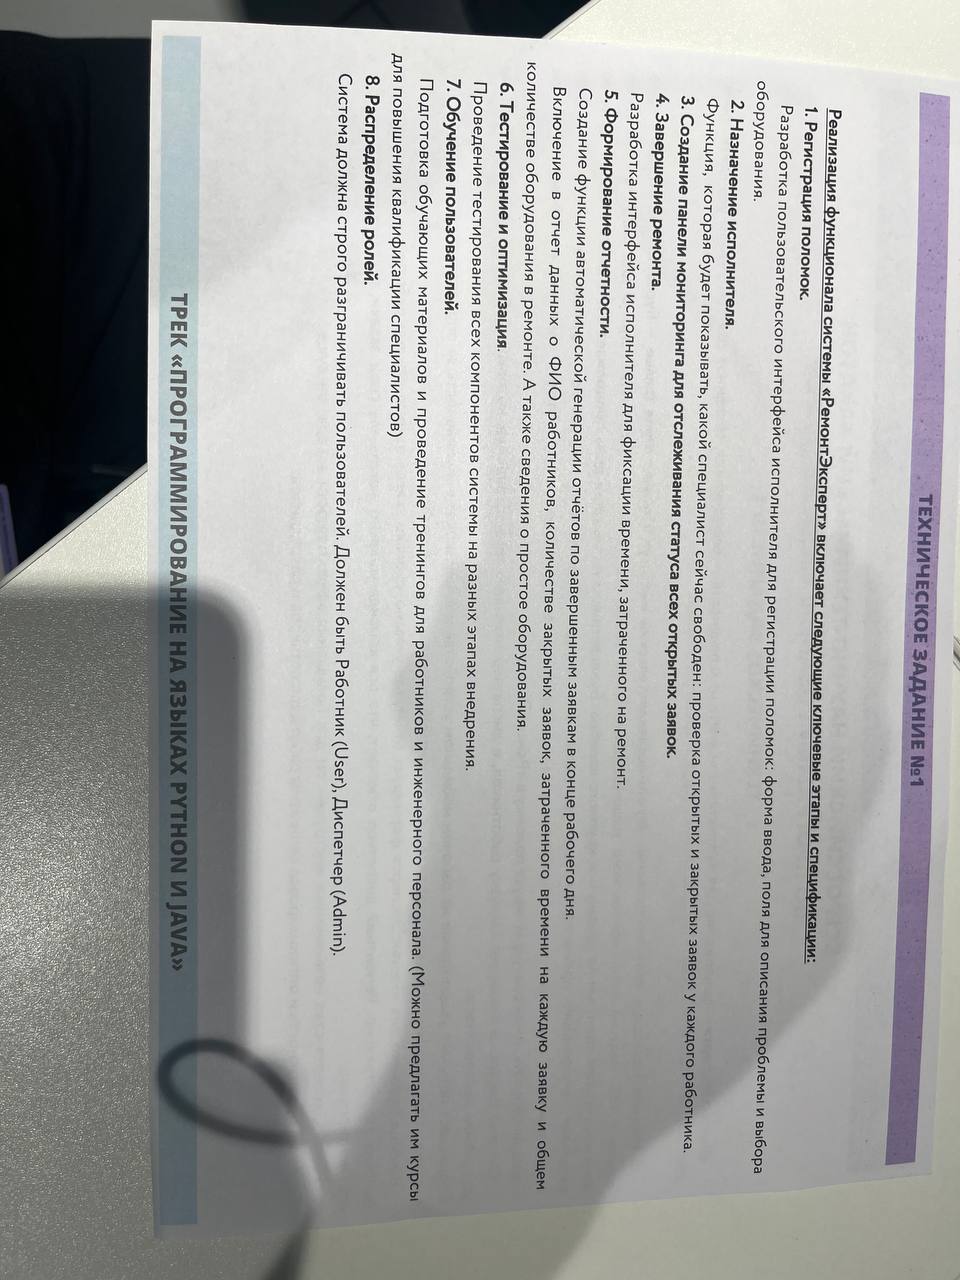 ТЕХНИЧЕСКОЕ ЗАДАНИЕ №1
Реализация функционала системы «РемонтЭксперт» включает следующие ключевые этапы и спецификации:
1. Регистрация поломок.
Разработка пользовательского интерфейса исполнителя для регистрации поломок: форма ввода, поля для описания проблемы и выбора
оборудования.
2. Назначение исполнителя.
Функция, которая будет показывать, какой специалист сейчас свободен: проверка открытых и закрытых заявок у каждого работника.
3. Создание панели мониторинга для отслеживания статуса всех открытых заявок.
4. Завершение ремонта.
Разработка интерфейса исполнителя для фиксации времени, затраченного на ремонт.
5. Формирование отчетности.
Создание функции автоматической генерации отчётов по завершенным заявкам в конце рабочего дня.
Включение в отчет данных о ФИО работников, количестве закрытых заявок, затраченного времени на каждую заявку и общем
количестве оборудования в ремонте. А также сведения о простое оборудования.
6. Тестирование и оптимизация.
Проведение тестирования всех компонентов системы на разных этапах внедрения.
7. Обучение пользователей.
Подготовка обучающих материалов и проведение тренингов для работников и инженерного персонала. (Можно предлагать им курсы
для повышения квалификации специалистов)
8. Распределение ролей.
Система должна строго разграничивать пользователей. Должен быть Работник (User), Диспетчер (Admin).
ТРЕК «ПРОГРАММИРОВАНИЕ НА ЯЗЫКАХ PYTHON И JAVA»